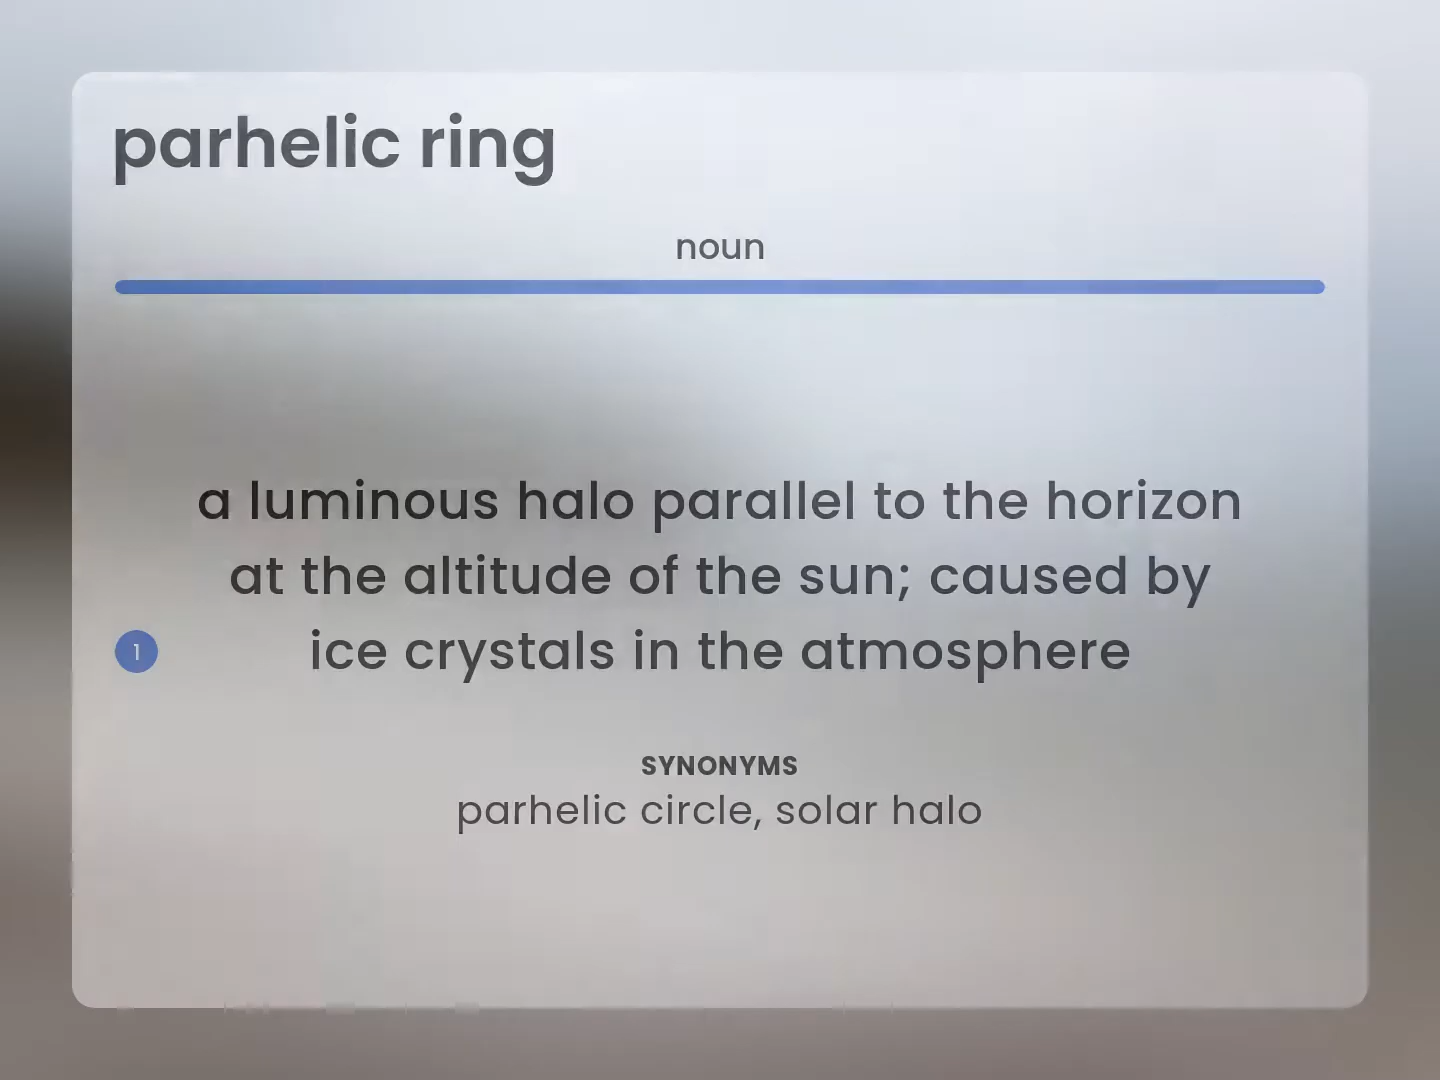 parhelic ring
noun
a luminous halo parallel to the horizon
at the altitude of the sun; caused by
1 ice crystals in the atmosphere
SYNONYMS
parhelic circle, solar halo